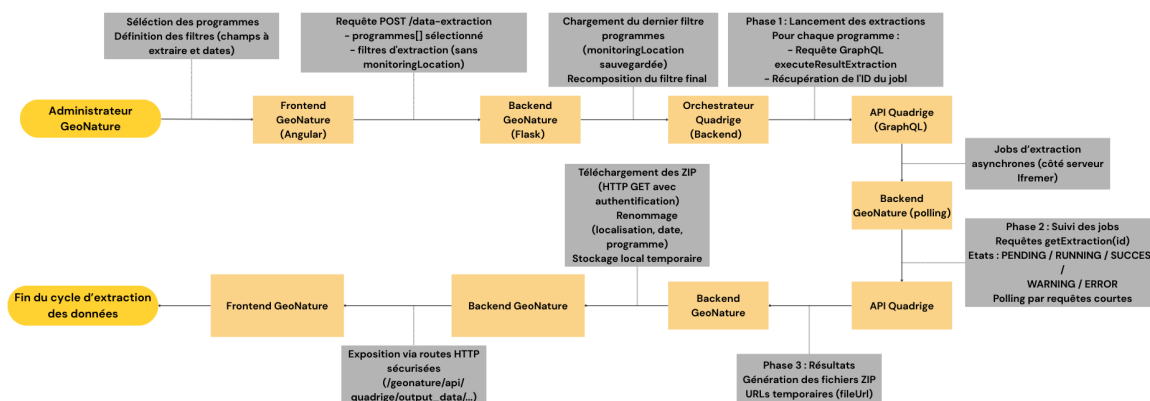 Sélection des programmes
Définition des filtres (champs à
extraire et dates)
Requête POST /data-extraction
- programmes[] sélectionné
- filtres d'extraction (sans
monitoringLocation)
Chargement du dernier filtre
programmes
(monitoringLocation
sauvegardée)
Recomposition du filtre final
Phase 1 : Lancement des extractions
Pour chaque programme :
- Requête GraphQL
executeResultExtraction
- Récupération de l'ID du jobl
Administrateur
GeoNature
Frontend
GeoNature
(Angular)
Backend
GeoNature
(Flask)
Orchestrateur
Quadrige
(Backend)
API Quadrige
(GraphQL)
Jobs d'extraction
asynchrones (côté serveur
Ifremer)
Backend
GeoNature (polling)
Téléchargement des ZIP
(HTTP GET avec
authentification)
Renommage
(localisation, date,
programme)
Stockage local temporaire
Phase 2 : Suivi des jobs
Requêtes getExtraction(id)
Etats : PENDING / RUNNING / SUCCES
/
WARNING / ERROR
Polling par requêtes courtes
Fin du cycle d'extraction
des données
Frontend GeoNature
Backend GeoNature
Backend
GeoNature
API Quadrige
Exposition via routes HTTP
sécurisées
(/geonature/api/
quadrige/output_data/...)
Phase 3 : Résultats
Génération des fichiers ZIP
URLs temporaires (fileUrl)